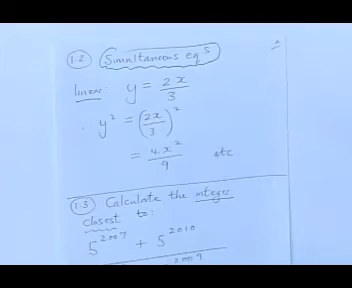 1.2 Simultaneous eqs
linear: y = 2x/3
∴ y² = (2x/3)²
= 4x²/9 etc
1.3 Calculate the integer
closest to:
5^2007 + 5^2010
2009